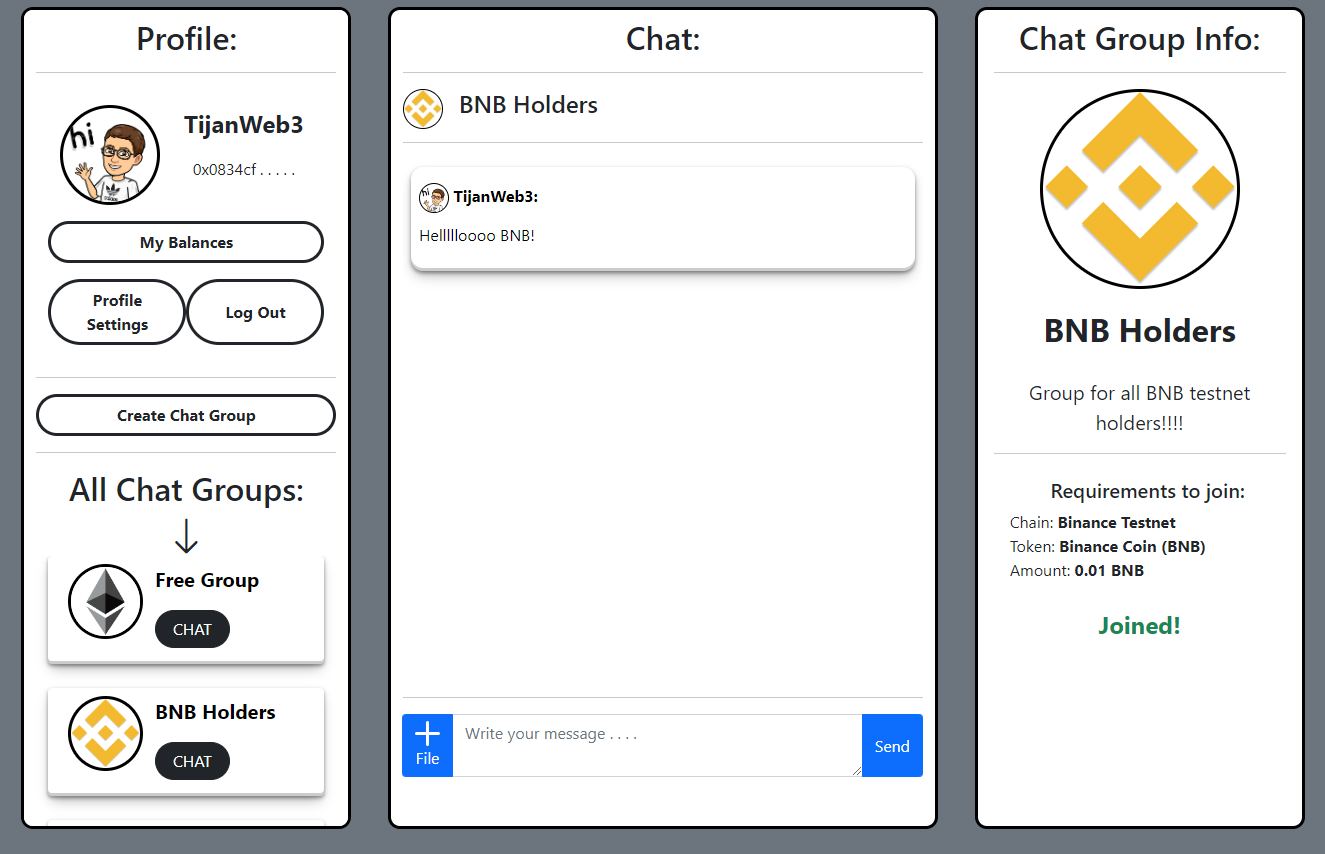 Profile:
hi
TijanWeb3
0x0834cf . . . . .
My Balances
Profile
Settings
Log Out
Create Chat Group
All Chat Groups:
Free Group
CHAT
BNB Holders
CHAT
Chat:
BNB Holders
hi
TijanWeb3:
Hellllloooo BNB!
File
Write your message . . . .
Send
Chat Group Info:
BNB Holders
Group for all BNB testnet
holders!!!!
Requirements to join:
Chain: Binance Testnet
Token: Binance Coin (BNB)
Amount: 0.01 BNB
Joined!